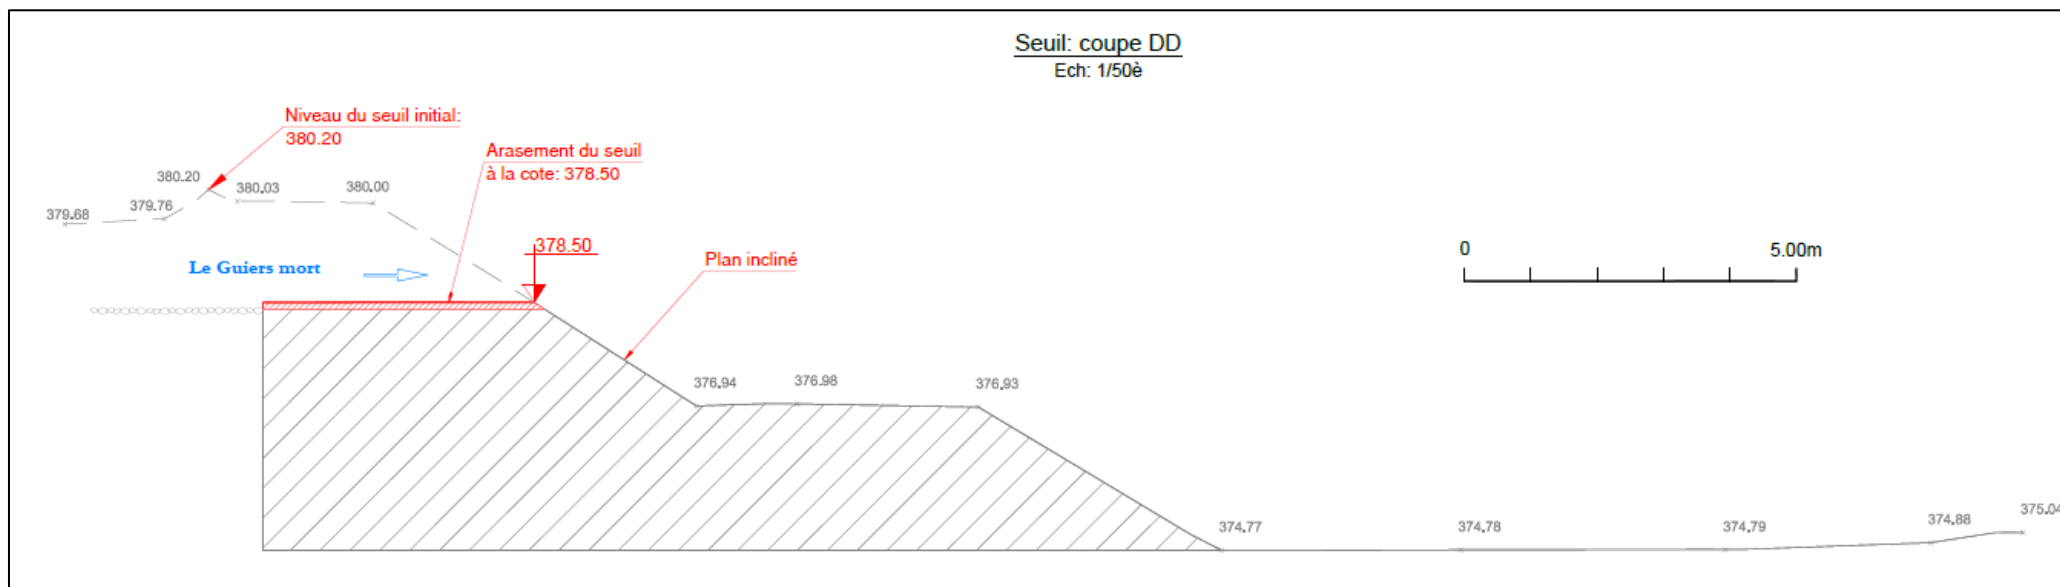 Seuil: coupe DD
Ech: 1/50è
Niveau du seuil initial:
380.20
Arasement du seuil
à la cote: 378.50
380.20
380.03
380.00
379.68
379.76
378.50
Plan incliné
0
5.00m
Le Guiers mort
376.94
376.98
376.93
374.77
374.78
374.79
374.88
375.04